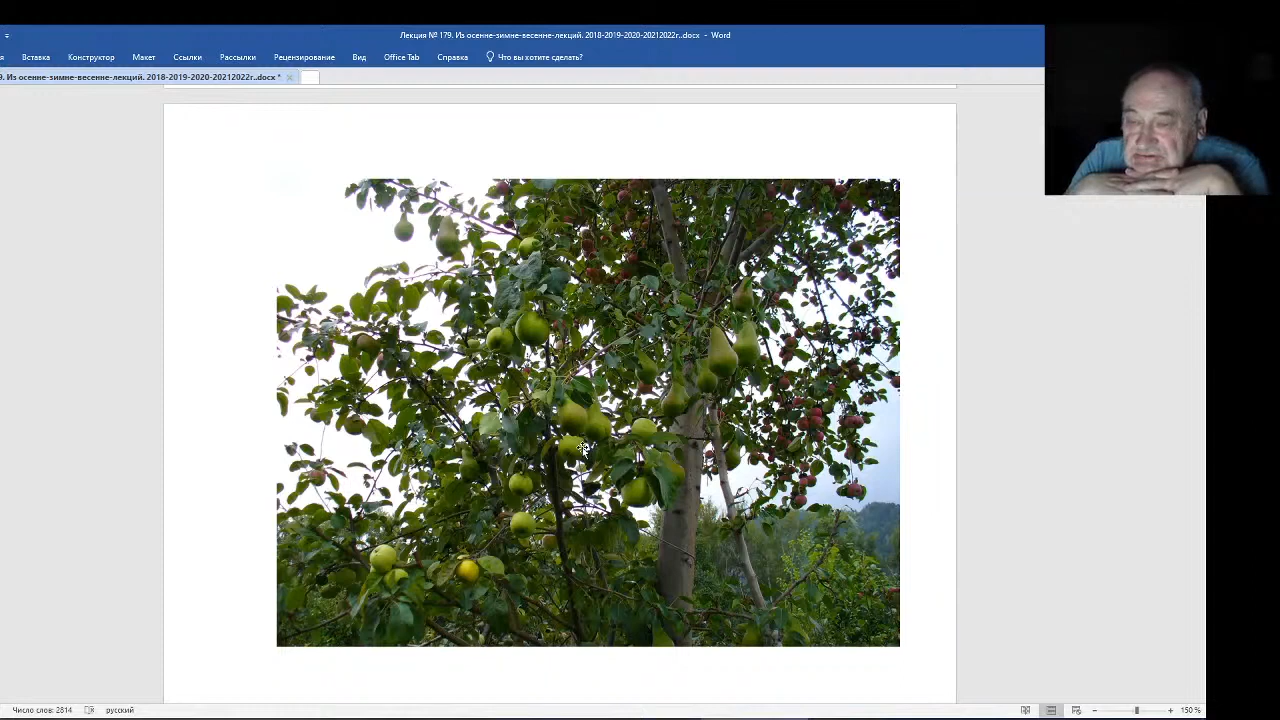 Лекция № 179. Из осенне-зимне-весенне-лекций. 2018-2019-2020-20212022г..docx - Word
я Вставка Конструктор Макет Ссылки Рассылки Рецензирование Вид Office Tab Справка Что вы хотите сделать?
9. Из осенне-зимне-весенне-лекций. 2018-2019-2020-20212022г..docx *
Число слов: 2814 русский 150 %